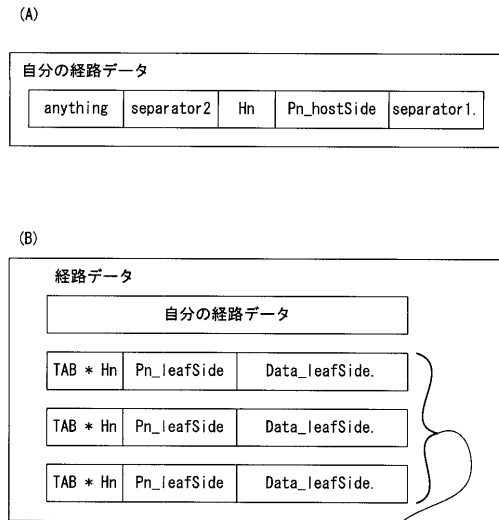 (A)
自分の経路データ
anything separator2 Hn Pn_hostSide separator1.
(B)
経路データ
自分の経路データ
TAB * Hn Pn_leafSide Data_leafSide.
TAB * Hn Pn_leafSide Data_leafSide.
TAB * Hn Pn_leafSide Data_leafSide.